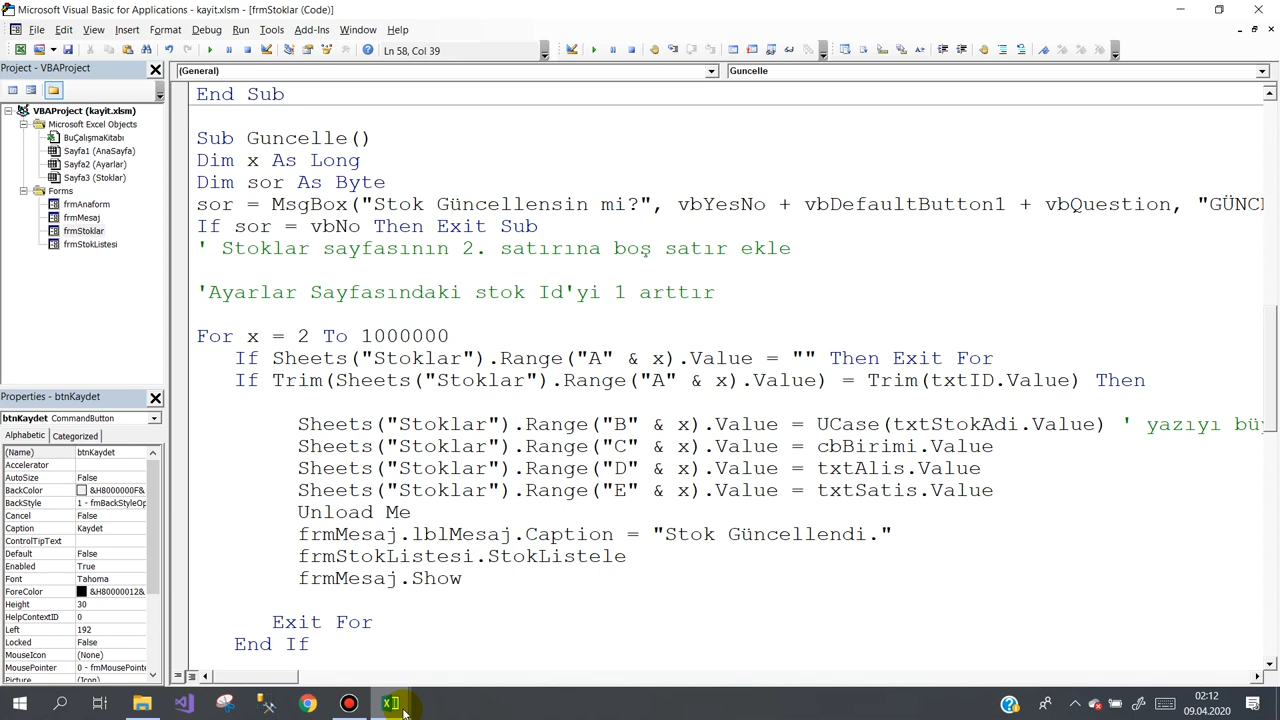 Microsoft Visual Basic for Applications - kayit.xlsm - [frmStoklar (Code)]
File Edit View Insert Format Debug Run Tools Add-Ins Window Help
Ln 58, Col 39
Project - VBAProject
(General) Guncelle
VBAProject (kayit.xlsm)
Microsoft Excel Objects
BuÇalışmaKitabı
Sayfa1 (AnaSayfa)
Sayfa2 (Ayarlar)
Sayfa3 (Stoklar)
Forms
frmAnaform
frmMesaj
frmStoklar
frmStokListesi
Properties - btnKaydet
btnKaydet CommandButton
Alphabetic Categorized
(Name) btnKaydet
Accelerator
AutoSize False
BackColor &H8000000F&
BackStyle 1 - fmBackStyleOp
Cancel False
Caption Kaydet
ControlTipText
Default False
Enabled True
Font Tahoma
ForeColor &H80000012&
Height 30
HelpContextID 0
Left 192
Locked False
MouseIcon (None)
MousePointer 0 - fmMousePointe
Picture (Icon)
End Sub
Sub Guncelle()
Dim x As Long
Dim sor As Byte
sor = MsgBox("Stok Güncellensin mi?", vbYesNo + vbDefaultButton1 + vbQuestion, "GÜNC
If sor = vbNo Then Exit Sub
' Stoklar sayfasının 2. satırına boş satır ekle
'Ayarlar Sayfasındaki stok Id'yi 1 arttır
For x = 2 To 1000000
If Sheets("Stoklar").Range("A" & x).Value = "" Then Exit For
If Trim(Sheets("Stoklar").Range("A" & x).Value) = Trim(txtID.Value) Then
Sheets("Stoklar").Range("B" & x).Value = UCase(txtStokAdi.Value) ' yazıyı büy
Sheets("Stoklar").Range("C" & x).Value = cbBirimi.Value
Sheets("Stoklar").Range("D" & x).Value = txtAlis.Value
Sheets("Stoklar").Range("E" & x).Value = txtSatis.Value
Unload Me
frmMesaj.lblMesaj.Caption = "Stok Güncellendi."
frmStokListesi.StokListele
frmMesaj.Show
Exit For
End If
02:12
09.04.2020